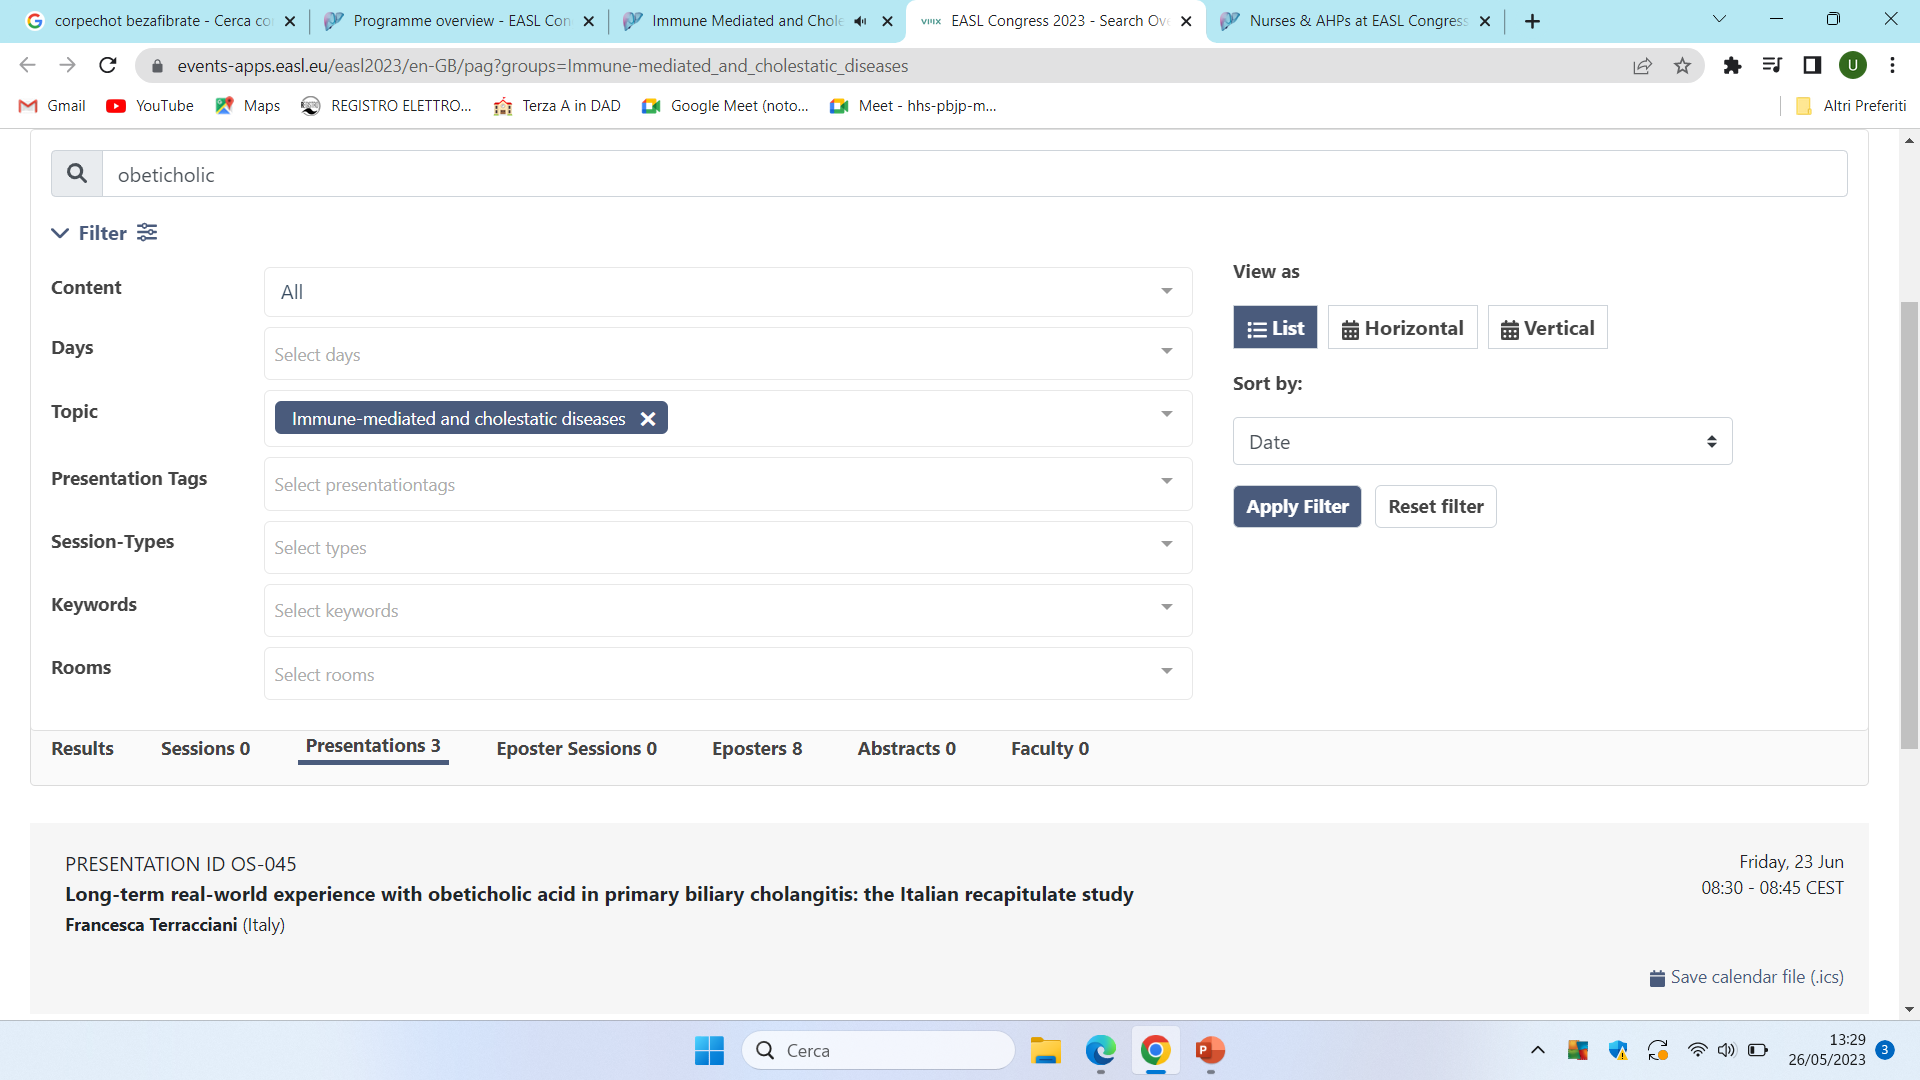 corpechot bezafibrate - Cerca co
Programme overview - EASL Con
Immune Mediated and Chole
VMX EASL Congress 2023 - Search Ov
Nurses & AHPs at EASL Congress
events-apps.easl.eu/easl2023/en-GB/pag?groups=Immune-mediated_and_cholestatic_diseases
U
Gmail
YouTube
Maps
REGISTRO ELETTRO...
Terza A in DAD
Google Meet (noto...
Meet - hhs-pbjp-m...
Altri Preferiti
obeticholic
Filter
Content
All
Days
Select days
Topic
Immune-mediated and cholestatic diseases
Presentation Tags
Select presentationtags
Session-Types
Select types
Keywords
Select keywords
Rooms
Select rooms
View as
List
Horizontal
Vertical
Sort by:
Date
Apply Filter
Reset filter
Results
Sessions 0
Presentations 3
Eposter Sessions 0
Eposters 8
Abstracts 0
Faculty 0
PRESENTATION ID OS-045
Long-term real-world experience with obeticholic acid in primary biliary cholangitis: the Italian recapitulate study
Francesca Terracciani (Italy)
Friday, 23 Jun
08:30 - 08:45 CEST
Save calendar file (.ics)
Cerca
13:29
26/05/2023
3